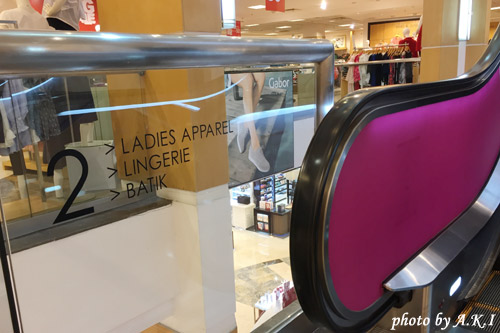 Gabor
2
> LADIES APPAREL
> LINGERIE
> BATIK
photo by A.K.I